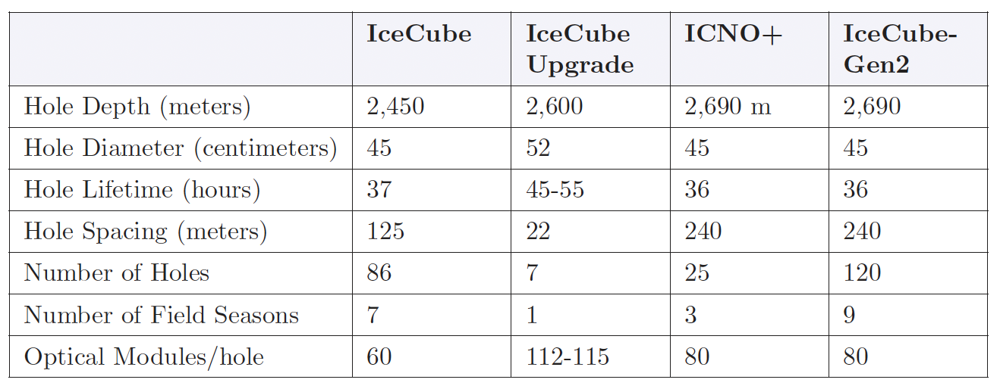 IceCube IceCube Upgrade ICNO+ IceCube-Gen2
Hole Depth (meters) 2,450 2,600 2,690 m 2,690
Hole Diameter (centimeters) 45 52 45 45
Hole Lifetime (hours) 37 45-55 36 36
Hole Spacing (meters) 125 22 240 240
Number of Holes 86 7 25 120
Number of Field Seasons 7 1 3 9
Optical Modules/hole 60 112-115 80 80